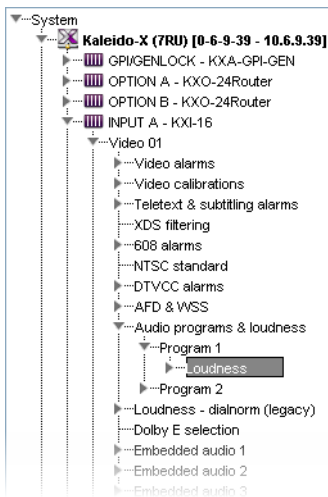 System
Kaleido-X (7RU) [0-6-9-39 - 10.6.9.39]
GPI/GENLOCK - KXA-GPI-GEN
OPTION A - KXO-24Router
OPTION B - KXO-24Router
INPUT A - KXI-16
Video 01
Video alarms
Video calibrations
Teletext & subtitling alarms
XDS filtering
608 alarms
NTSC standard
DTVCC alarms
AFD & WSS
Audio programs & loudness
Program 1
Loudness
Program 2
Loudness - dialnorm (legacy)
Dolby E selection
Embedded audio 1
Embedded audio 2
Embedded audio 3